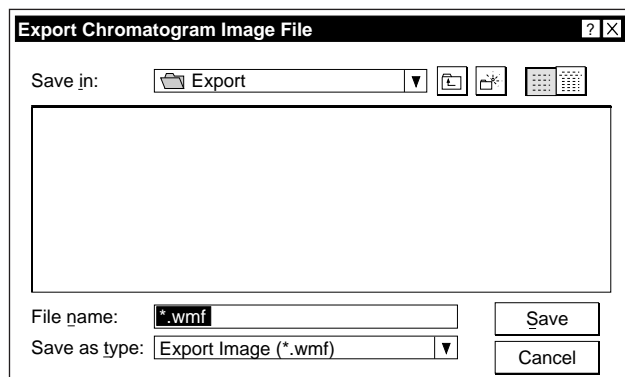 Export Chromatogram Image File ? X
Save in: Export
File name: *.wmf Save
Save as type: Export Image (*.wmf) Cancel